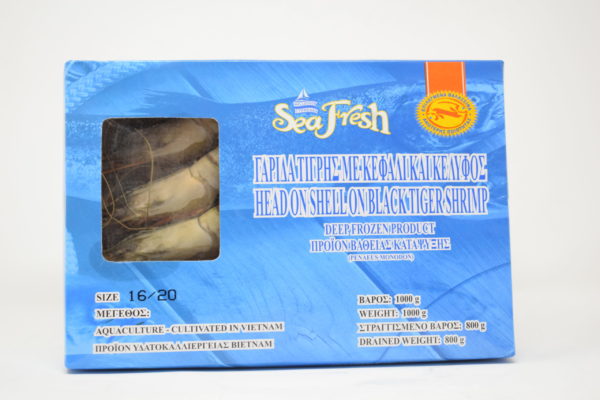 Sea Fresh
ΓΑΡΙΔΑ ΤΙΓΡΗΣ ΜΕ ΚΕΦΑΛΙ ΚΑΙ ΚΕΛΥΦΟΣ
HEAD ON SHELL ON BLACK TIGER SHRIMP
DEEP FROZEN PRODUCT
ΠΡΟΪΟΝ ΒΑΘΕΙΑΣ ΚΑΤΑΨΥΞΗΣ
(PENAEUS MONODON)
SIZE 16/20
ΜΕΓΕΘΟΣ:
AQUACULTURE - CULTIVATED IN VIETNAM
ΠΡΟΪΟΝ ΥΔΑΤΟΚΑΛΛΙΕΡΓΕΙΑΣ ΒΙΕΤΝΑΜ
ΒΑΡΟΣ: 1000 g
WEIGHT: 1000 g
ΣΤΡΑΓΓΙΣΜΕΝΟ ΒΑΡΟΣ: 800 g
DRAINED WEIGHT: 800 g